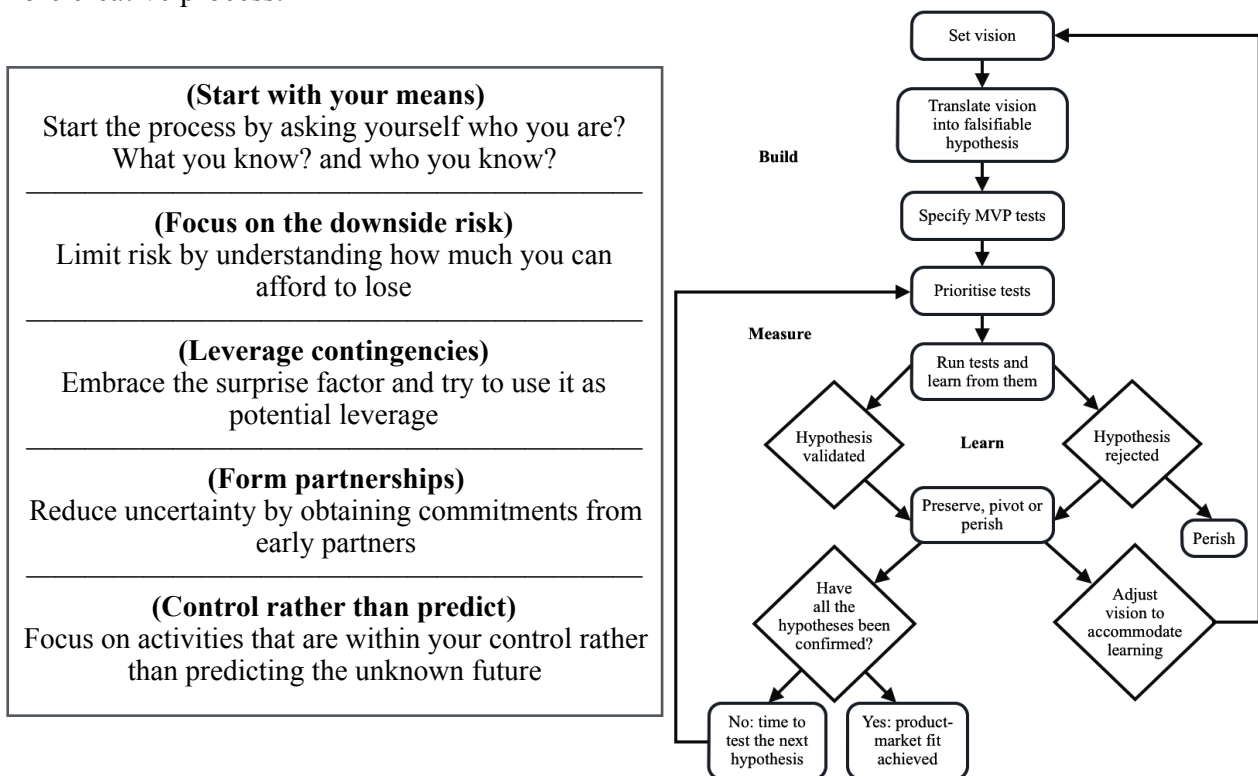 (Start with your means)
Start the process by asking yourself who you are?
What you know? and who you know?
(Focus on the downside risk)
Limit risk by understanding how much you can
afford to lose
(Leverage contingencies)
Embrace the surprise factor and try to use it as
potential leverage
(Form partnerships)
Reduce uncertainty by obtaining commitments from
early partners
(Control rather than predict)
Focus on activities that are within your control rather
than predicting the unknown future
Set vision
Translate vision
into falsifiable
hypothesis
Build
Specify MVP tests
Prioritise tests
Measure
Run tests and
learn from them
Hypothesis
validated
Learn
Hypothesis
rejected
Preserve, pivot or
perish
Perish
Have
all the
hypotheses been
confirmed?
Adjust
vision to
accommodate
learning
No: time to
test the next
hypothesis
Yes: product-
market fit
achieved